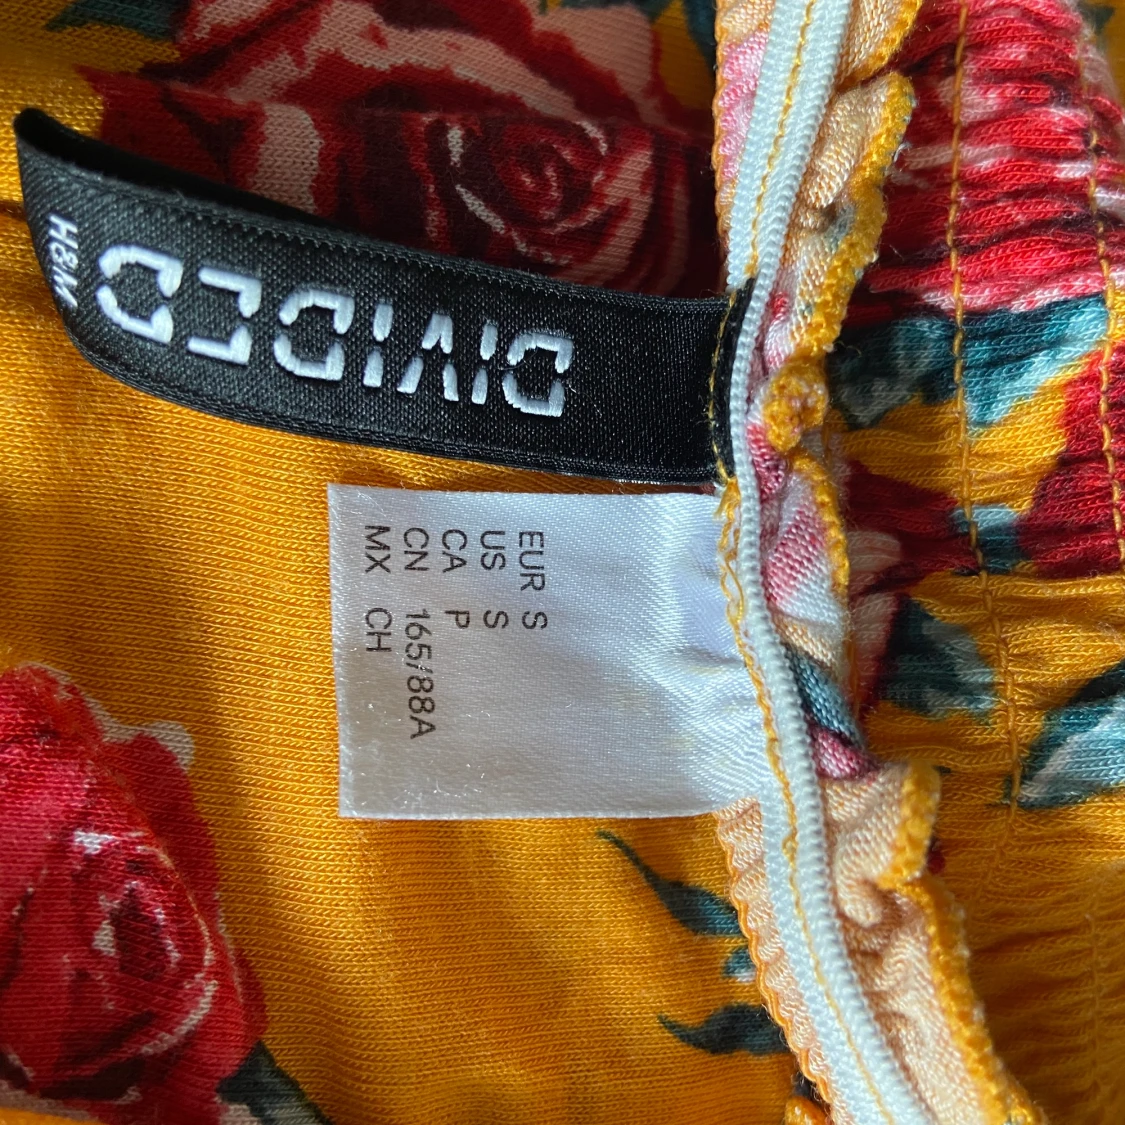 DIVIDED
H&M
EUR S
US S
CA P
CN 165/88A
MX CH